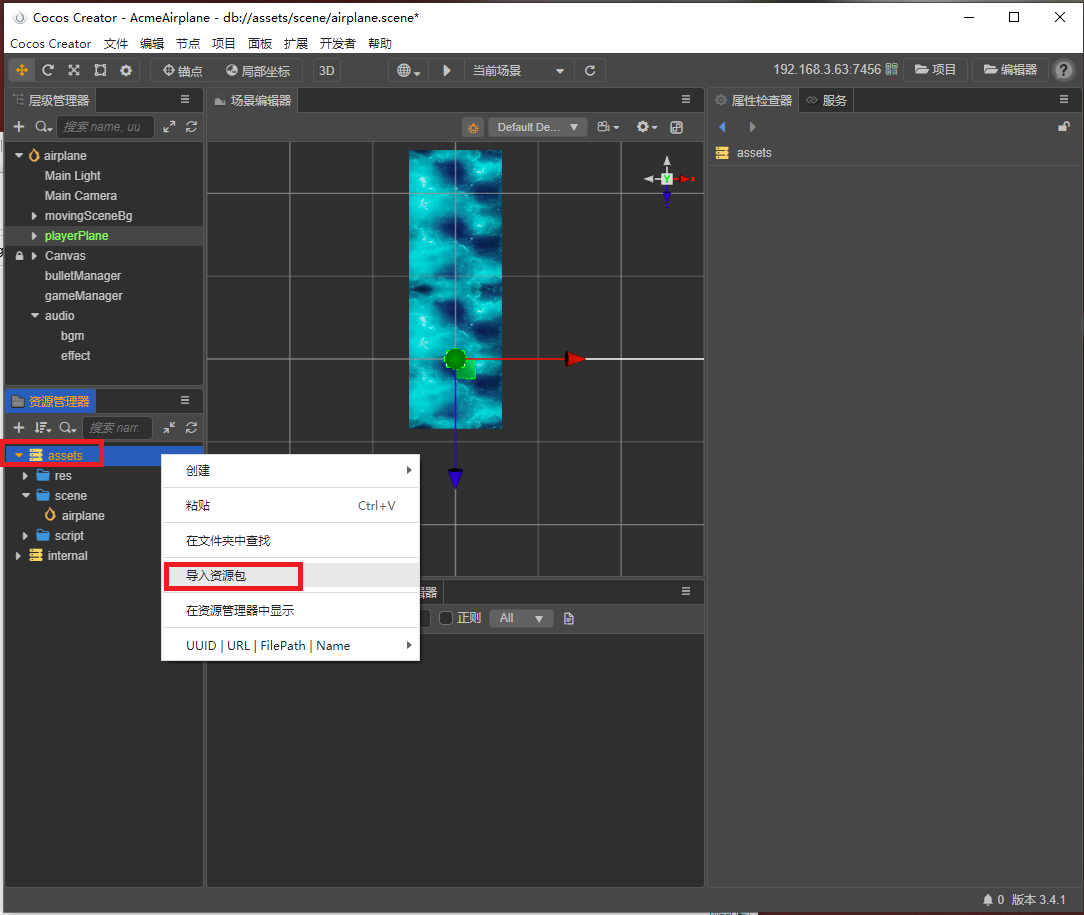 Cocos Creator - AcmeAirplane - db://assets/scene/airplane.scene*
Cocos Creator 文件 编辑 节点 项目 面板 扩展 开发者 帮助
锚点 局部坐标 3D 当前场景 192.168.3.63:7456 项目 编辑器 ?
层级管理器 场景编辑器 属性检查器 服务
搜索 name, uu Default De...
assets
airplane
Main Light
Main Camera
movingSceneBg
playerPlane
Canvas
bulletManager
gameManager
audio
bgm
effect
Y x
资源管理器
搜索 nam
assets
res
scene
airplane
script
internal
创建
粘贴 Ctrl+V
在文件夹中查找
导入资源包
在资源管理器中显示
UUID | URL | FilePath | Name
辑器
正则 All
0 版本 3.4.1